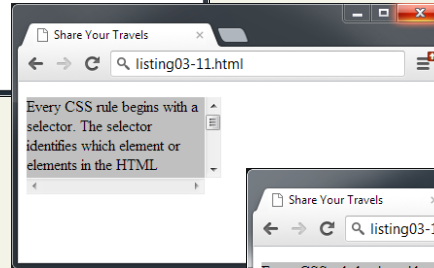 Share Your Travels
listing03-11.html
Every CSS rule begins with a
selector. The selector
identifies which element or
elements in the HTML
Share Your Travels
listing03-1